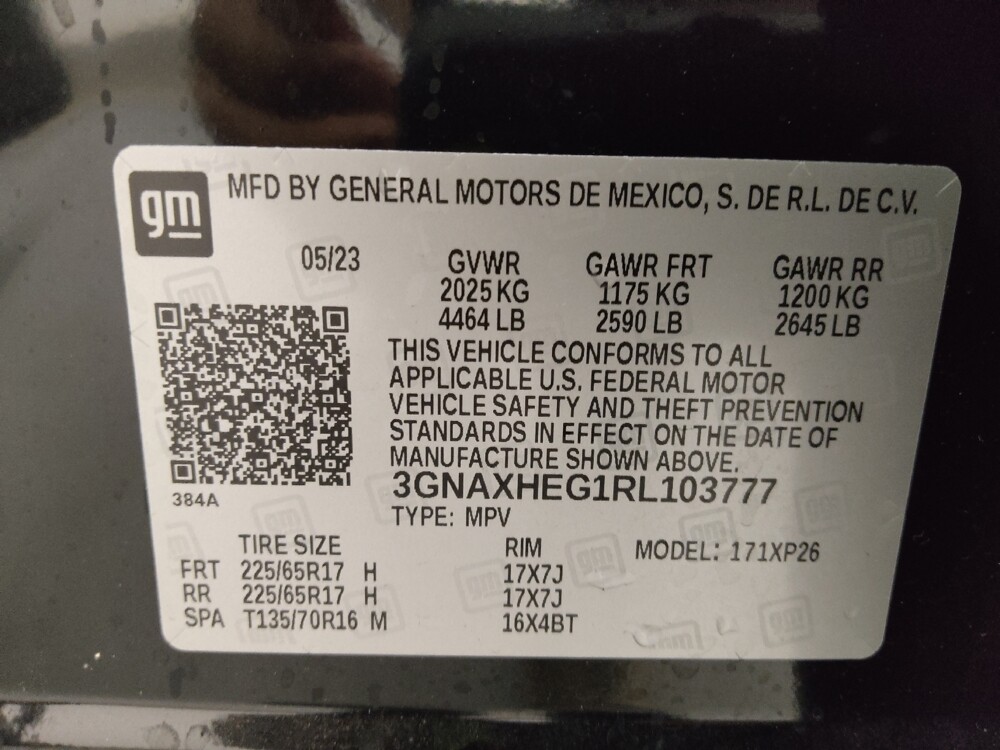 gm MFD BY GENERAL MOTORS DE MEXICO, S. DE R.L. DE C.V.
05/23 GVWR GAWR FRT GAWR RR
2025 KG 1175 KG 1200 KG
4464 LB 2590 LB 2645 LB
THIS VEHICLE CONFORMS TO ALL
APPLICABLE U.S. FEDERAL MOTOR
VEHICLE SAFETY AND THEFT PREVENTION
STANDARDS IN EFFECT ON THE DATE OF
MANUFACTURE SHOWN ABOVE.
3GNAXHEG1RL103777
384A
TYPE: MPV
TIRE SIZE RIM MODEL: 171XP26
FRT 225/65R17 H 17X7J
RR 225/65R17 H 17X7J
SPA T135/70R16 M 16X4BT